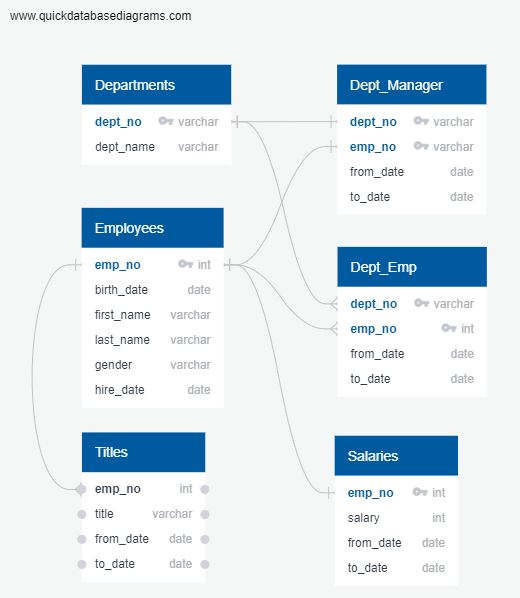 www.quickdatabasediagrams.com
Departments
dept_no varchar
dept_name varchar
Dept_Manager
dept_no varchar
emp_no varchar
from_date date
to_date date
Employees
emp_no int
birth_date date
first_name varchar
last_name varchar
gender varchar
hire_date date
Dept_Emp
dept_no varchar
emp_no int
from_date date
to_date date
Titles
emp_no int
title varchar
from_date date
to_date date
Salaries
emp_no int
salary int
from_date date
to_date date